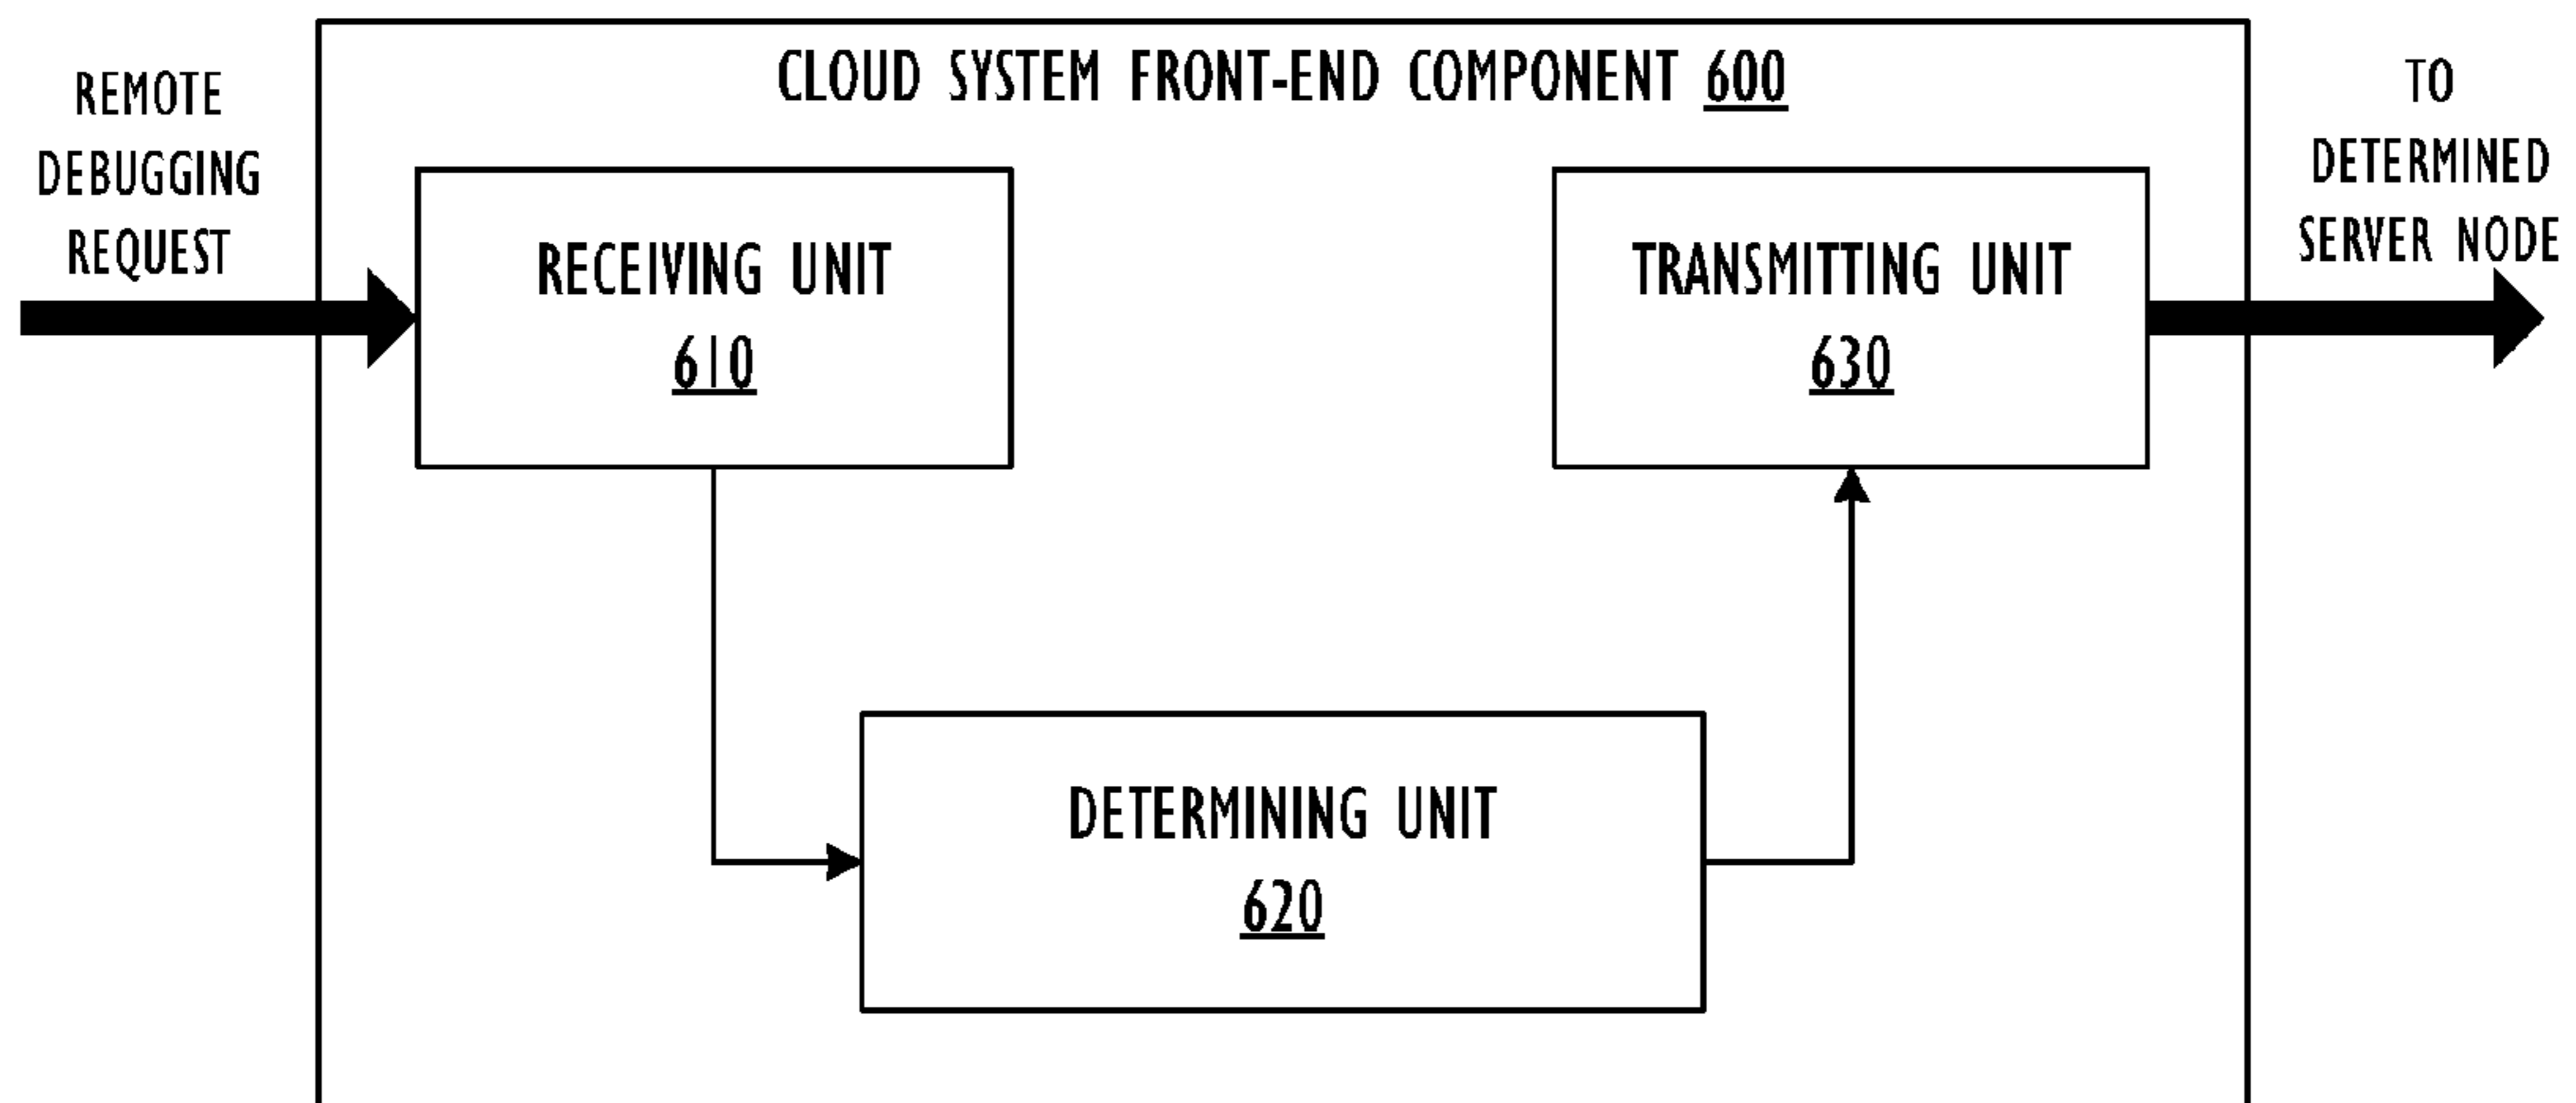 CLOUD SYSTEM FRONT-END COMPONENT 600
REMOTE
DEBUGGING
REQUEST
RECEIVING UNIT
610
TRANSMITTING UNIT
630
TO
DETERMINED
SERVER NODE
DETERMINING UNIT
620